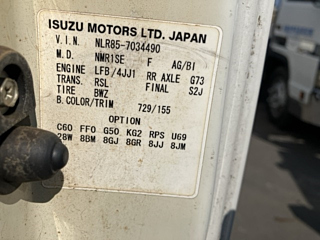 ISUZU MOTORS LTD. JAPAN
V.I.N. NLR85-7034490
M.D. NMR1SE F AG/BI
ENGINE LFB/4JJ1 RR AXLE G73
TRANS. RSL FINAL S2J
TIRE BWZ
B.COLOR/TRIM 729/155
OPTION
C60 FFO G50 KG2 RPS U69
28W 8BM 8GJ 8GR 8JJ 8JM